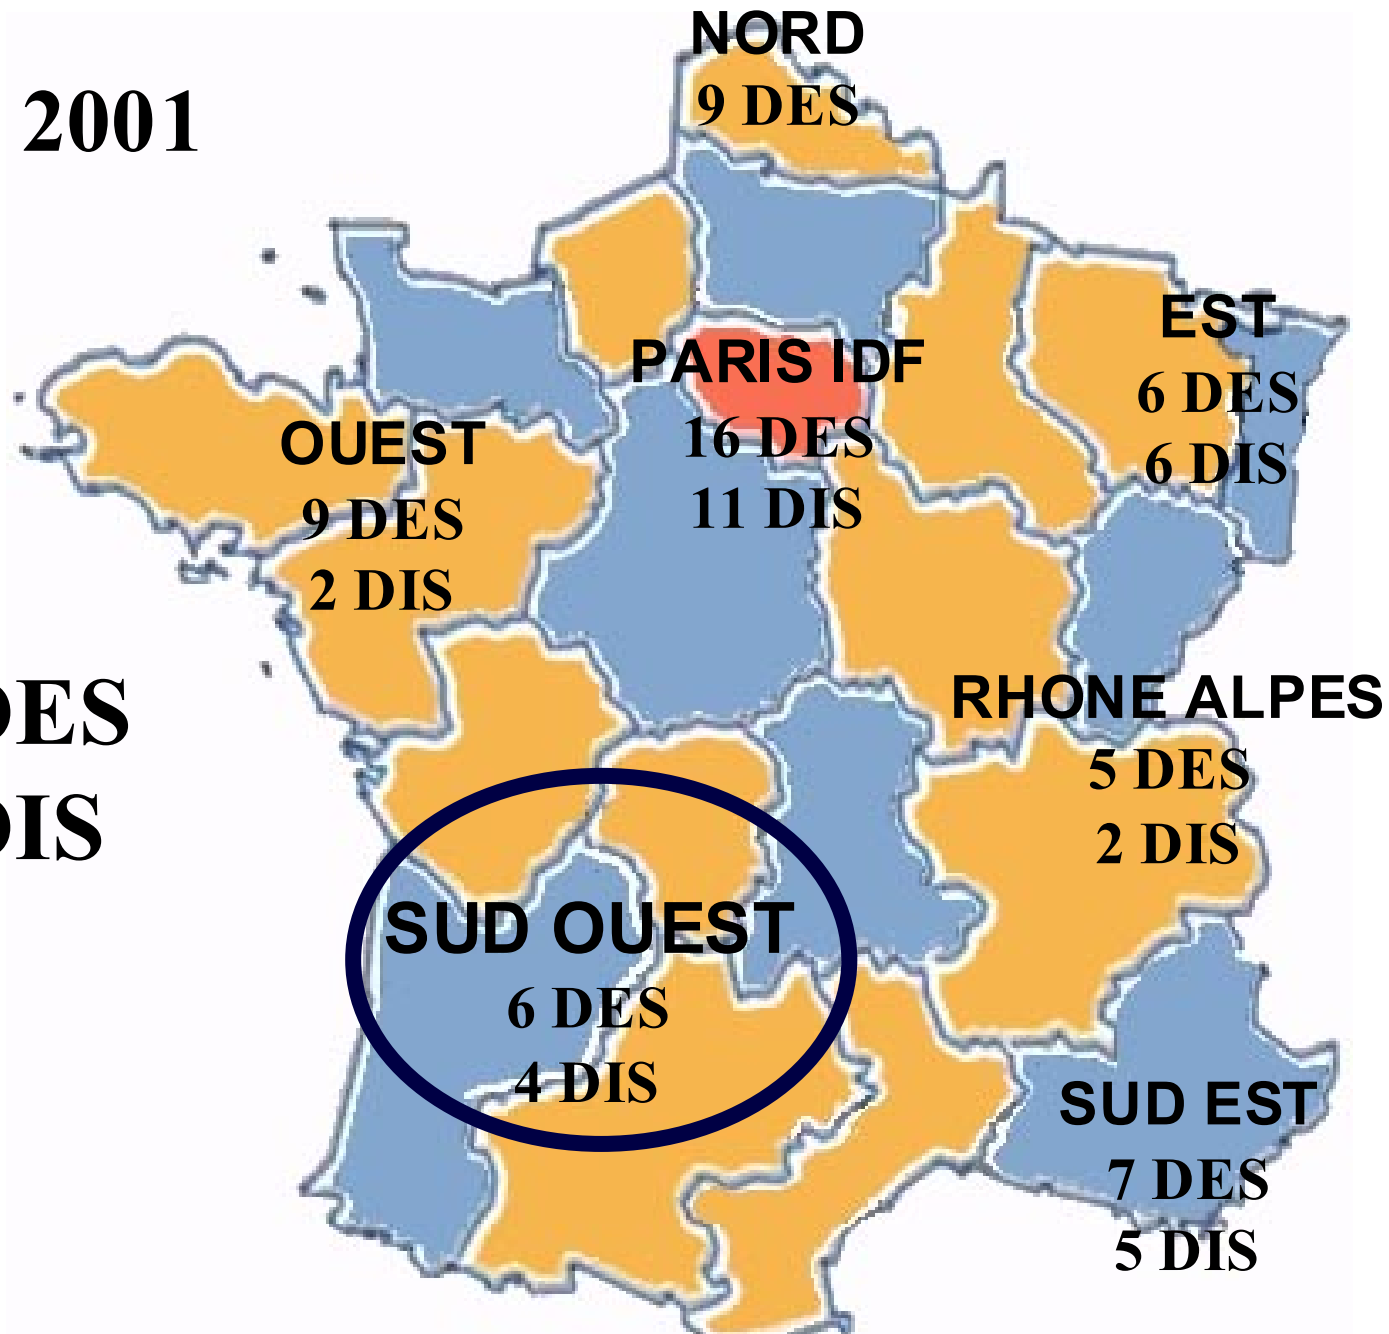 NORD
9 DES
2001
EST
6 DES
6 DIS
PARIS IDF
16 DES
11 DIS
OUEST
9 DES
2 DIS
DES
DIS
RHONE ALPES
5 DES
2 DIS
SUD OUEST
6 DES
4 DIS
SUD EST
7 DES
5 DIS